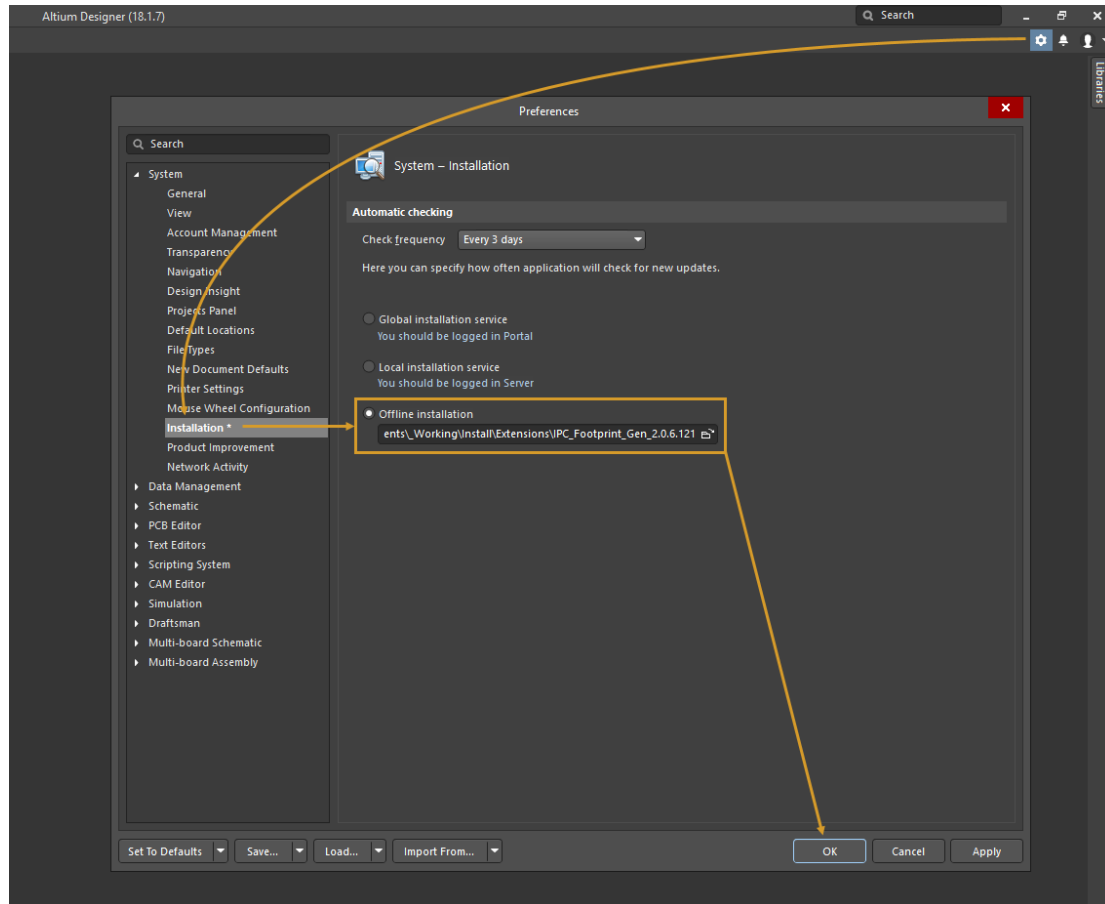 Altium Designer (18.1.7)
Search
Libraries
Preferences
Search
System
General
View
Account Management
Transparency
Navigation
Design Insight
Projects Panel
Default Locations
File Types
New Document Defaults
Printer Settings
Mouse Wheel Configuration
Installation *
Product Improvement
Network Activity
Data Management
Schematic
PCB Editor
Text Editors
Scripting System
CAM Editor
Simulation
Draftsman
Multi-board Schematic
Multi-board Assembly
System – Installation
Automatic checking
Check frequency Every 3 days
Here you can specify how often application will check for new updates.
Global installation service
You should be logged in Portal
Local installation service
You should be logged in Server
Offline installation
ents\_Working\Install\Extensions\IPC_Footprint_Gen_2.0.6.121
Set To Defaults Save... Load... Import From... OK Cancel Apply